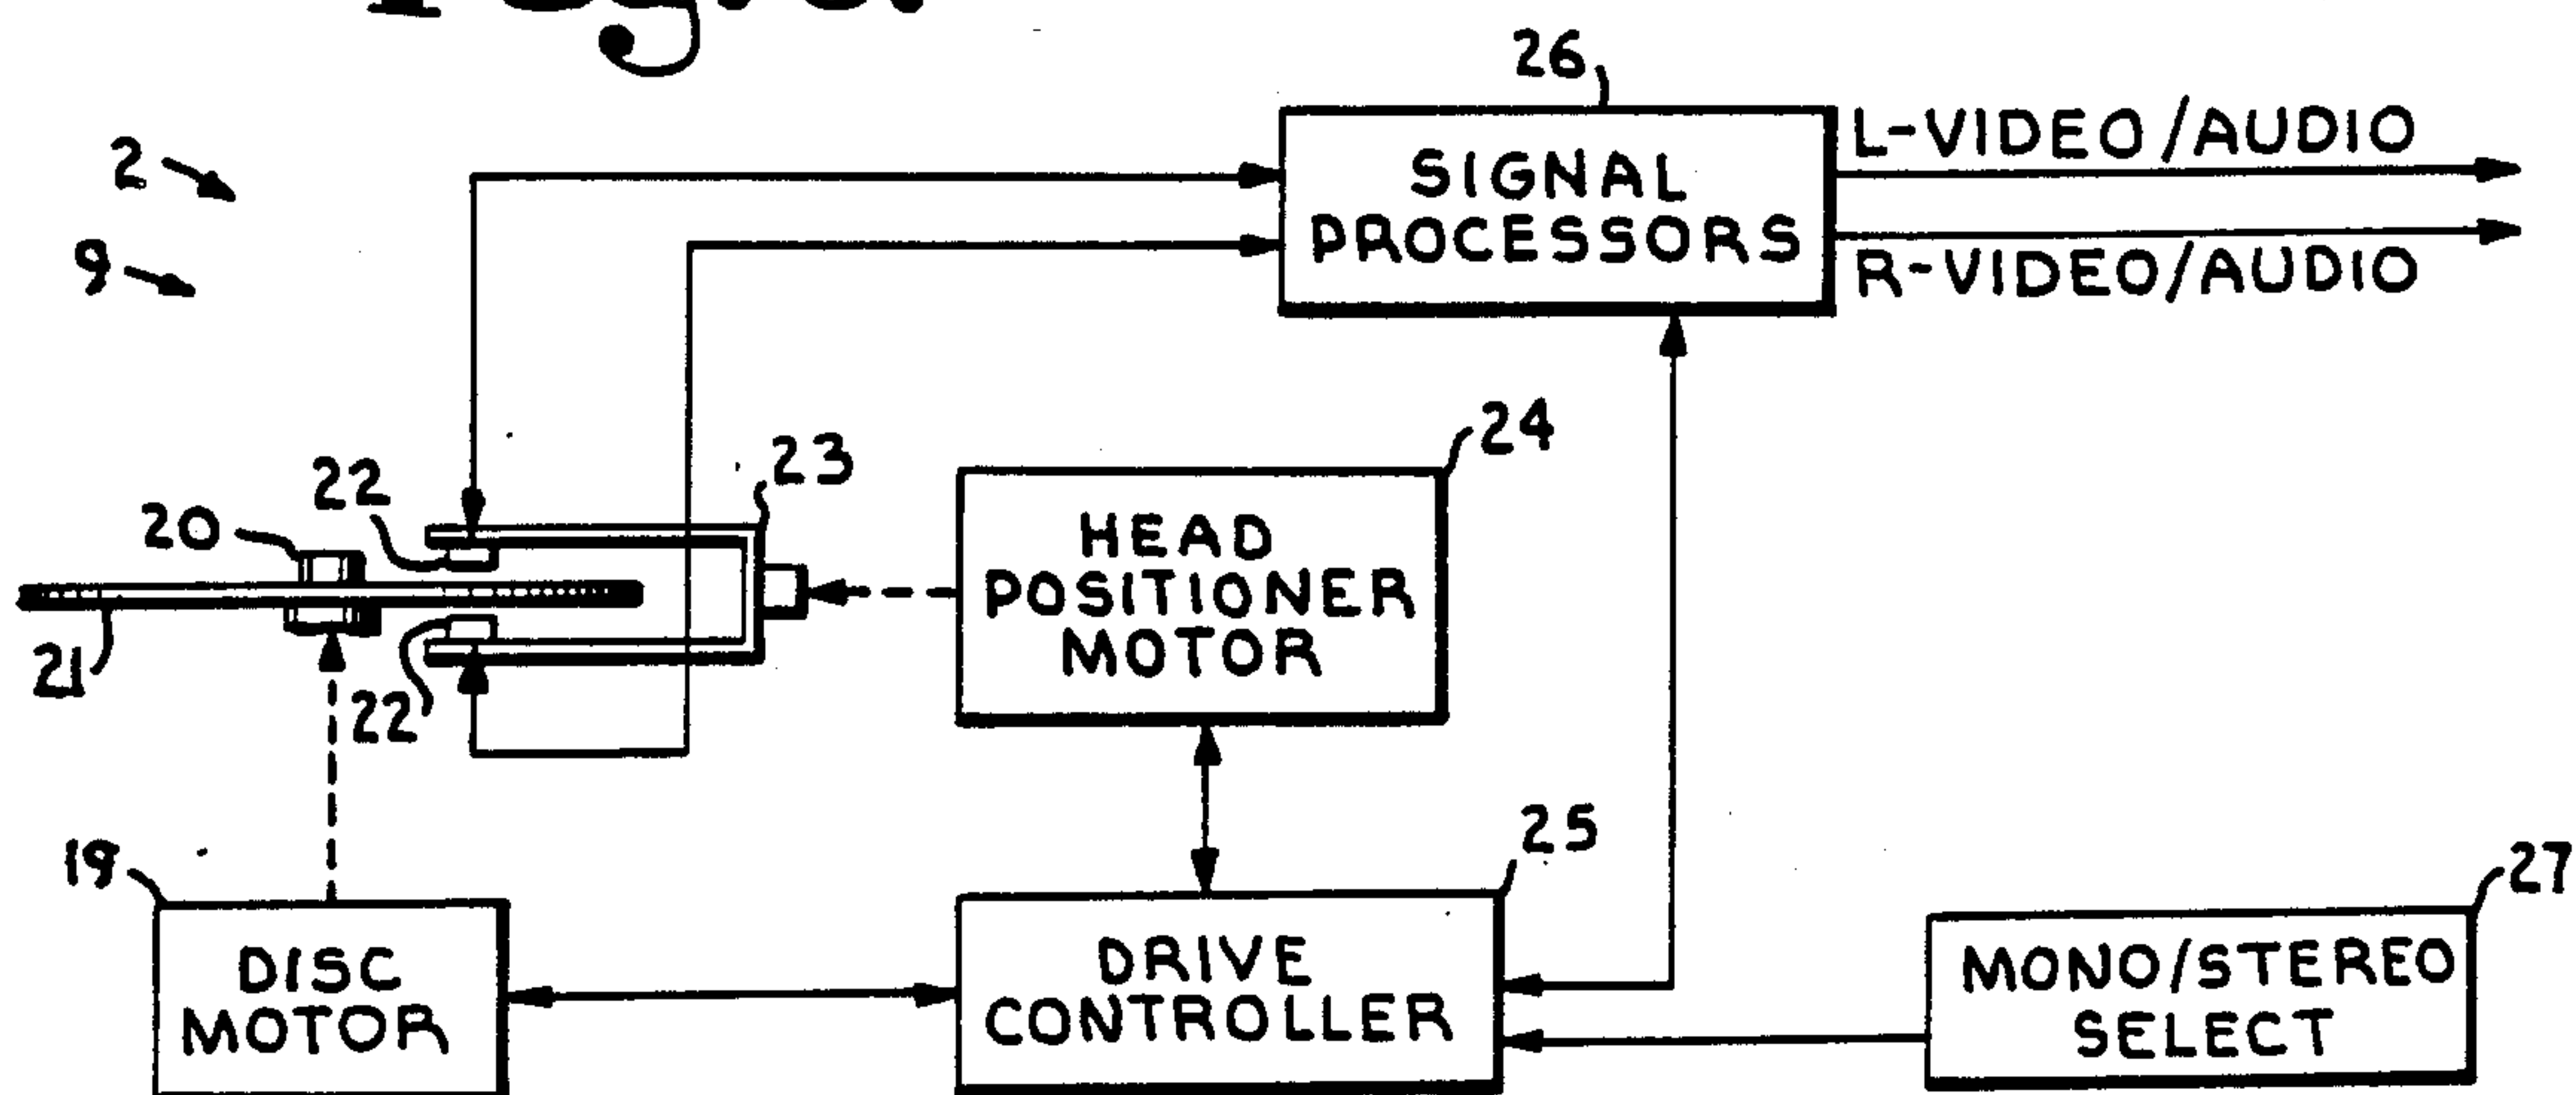 26
L-VIDEO/AUDIO
2
SIGNAL
PROCESSORS
R-VIDEO/AUDIO
9
24
23
22
20
HEAD
POSITIONER
MOTOR
21
22
25
19
27
DISC
MOTOR
DRIVE
CONTROLLER
MONO/STEREO
SELECT